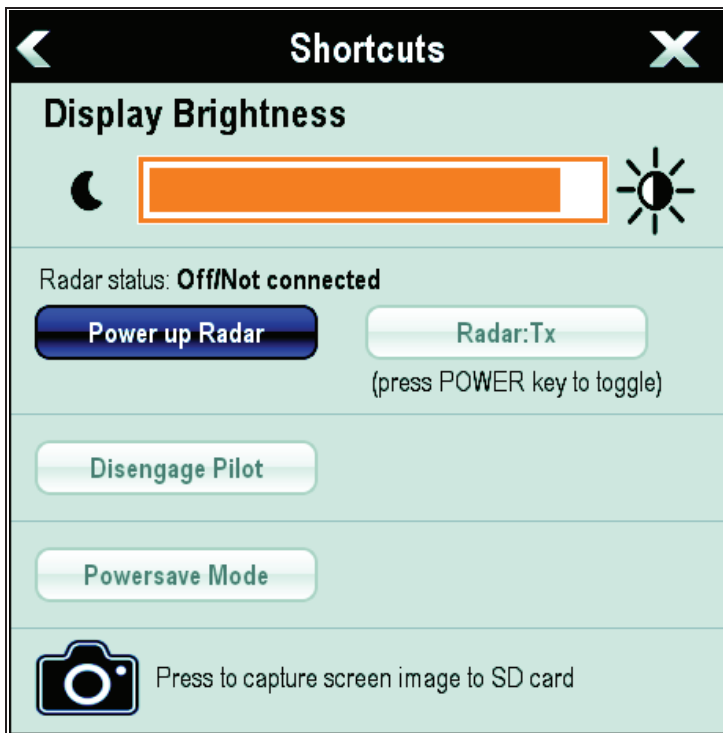 Shortcuts
Display Brightness
Radar status: Off/Not connected
Power up Radar
Radar:Tx
(press POWER key to toggle)
Disengage Pilot
Powersave Mode
Press to capture screen image to SD card